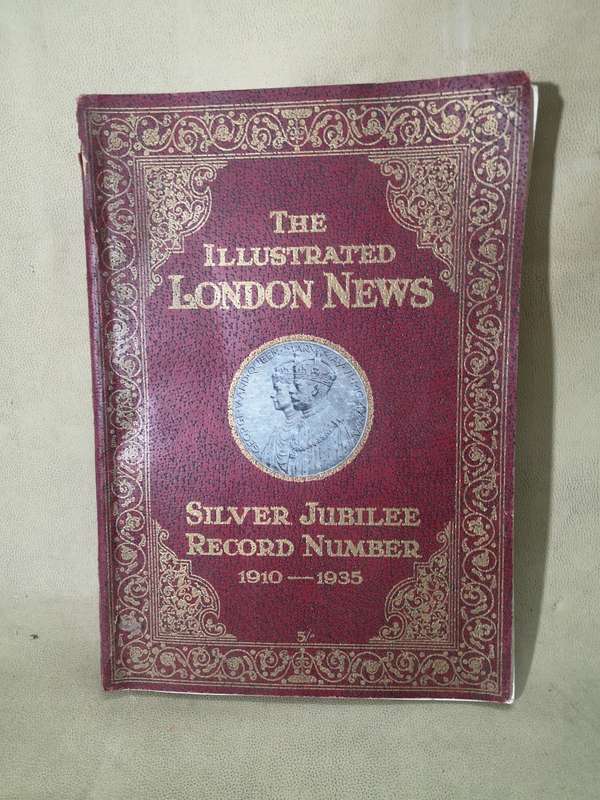 THE
ILLUSTRATED
LONDON NEWS
SILVER JUBILEE
RECORD NUMBER
1910—1935
5/-